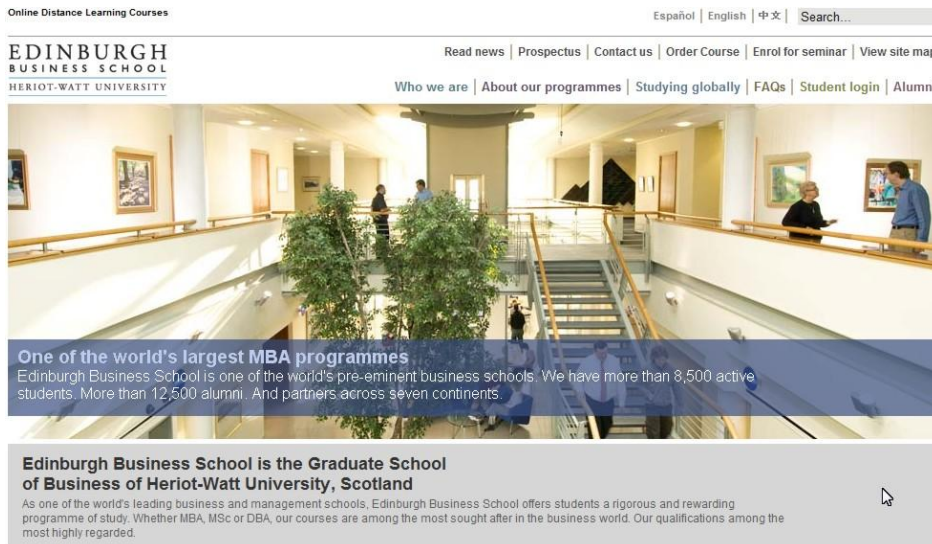 Online Distance Learning Courses
Español | English | 中文 | Search...
EDINBURGH
BUSINESS SCHOOL
HERIOT-WATT UNIVERSITY
Read news | Prospectus | Contact us | Order Course | Enrol for seminar | View site map
Who we are | About our programmes | Studying globally | FAQs | Student login | Alumn
One of the world's largest MBA programmes
Edinburgh Business School is one of the world's pre-eminent business schools. We have more than 8,500 active
students. More than 12,500 alumni. And partners across seven continents.
Edinburgh Business School is the Graduate School
of Business of Heriot-Watt University, Scotland
As one of the world's leading business and management schools, Edinburgh Business School offers students a rigorous and rewarding
programme of study. Whether MBA, MSc or DBA, our courses are among the most sought after in the business world. Our qualifications among the
most highly regarded.